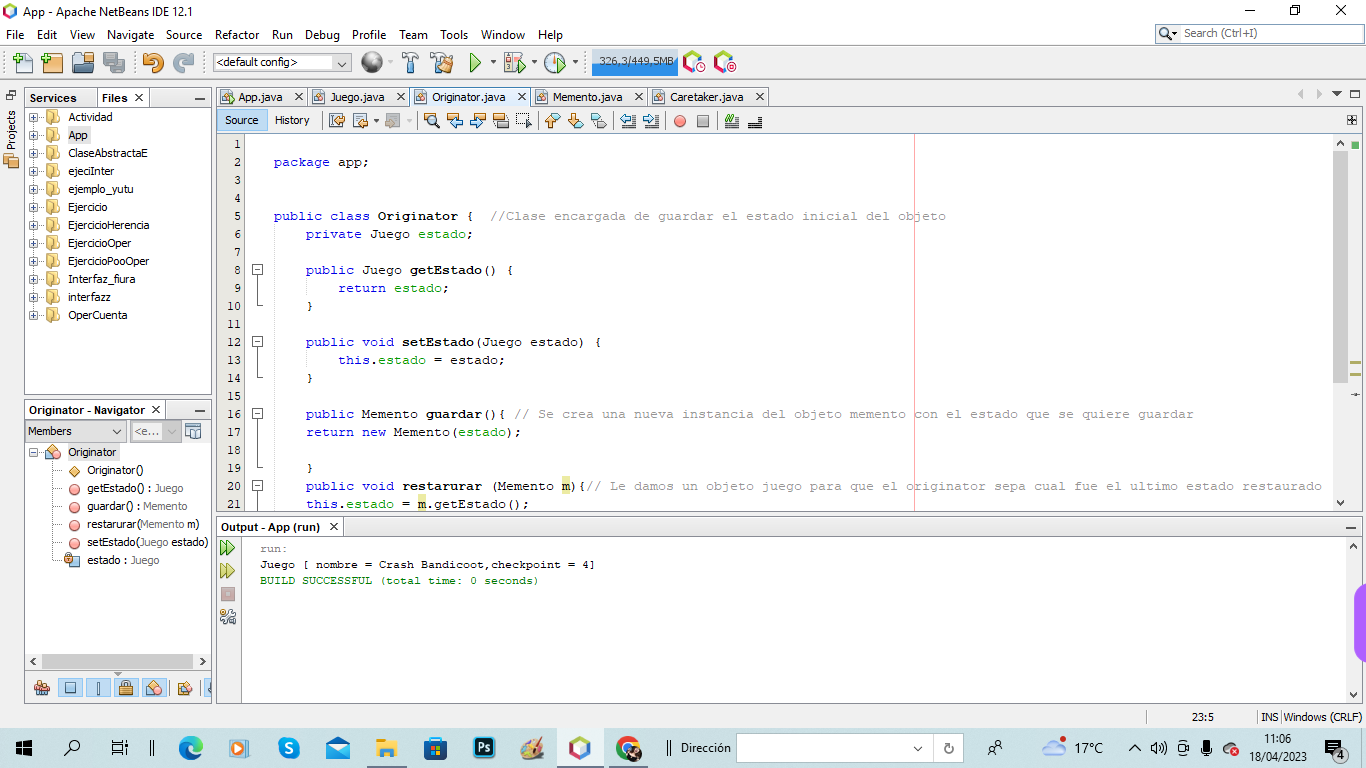 App - Apache NetBeans IDE 12.1
File Edit View Navigate Source Refactor Run Debug Profile Team Tools Window Help
Search (Ctrl+I)
<default config>
326,3/449,5MB
Projects
Services Files
App.java Juego.java Originator.java Memento.java Caretaker.java
Source History
Actividad
App
ClaseAbstractaE
ejeciInter
ejemplo_yutu
Ejercicio
EjercicioHerencia
EjercicioOper
EjercicioPooOper
Interfaz_fiura
interfazz
OperCuenta
1
2 package app;
3
4
5 public class Originator { //Clase encargada de guardar el estado inicial del objeto
6 private Juego estado;
7
8 public Juego getEstado() {
9 return estado;
10 }
11
12 public void setEstado(Juego estado) {
13 this.estado = estado;
14 }
15
16 public Memento guardar(){ // Se crea una nueva instancia del objeto memento con el estado que se quiere guardar
17 return new Memento(estado);
18
19 }
20 public void restarurar (Memento m){// Le damos un objeto juego para que el originator sepa cual fue el ultimo estado restaurado
21 this.estado = m.getEstado();
Originator - Navigator
Members <e...
Originator
Originator()
getEstado() : Juego
guardar() : Memento
restarurar(Memento m)
setEstado(Juego estado)
estado : Juego
Output - App (run)
run:
Juego [ nombre = Crash Bandicoot,checkpoint = 4]
BUILD SUCCESSFUL (total time: 0 seconds)
23:5 INS Windows (CRLF)
Ps
Dirección
17°C
11:06
18/04/2023
4